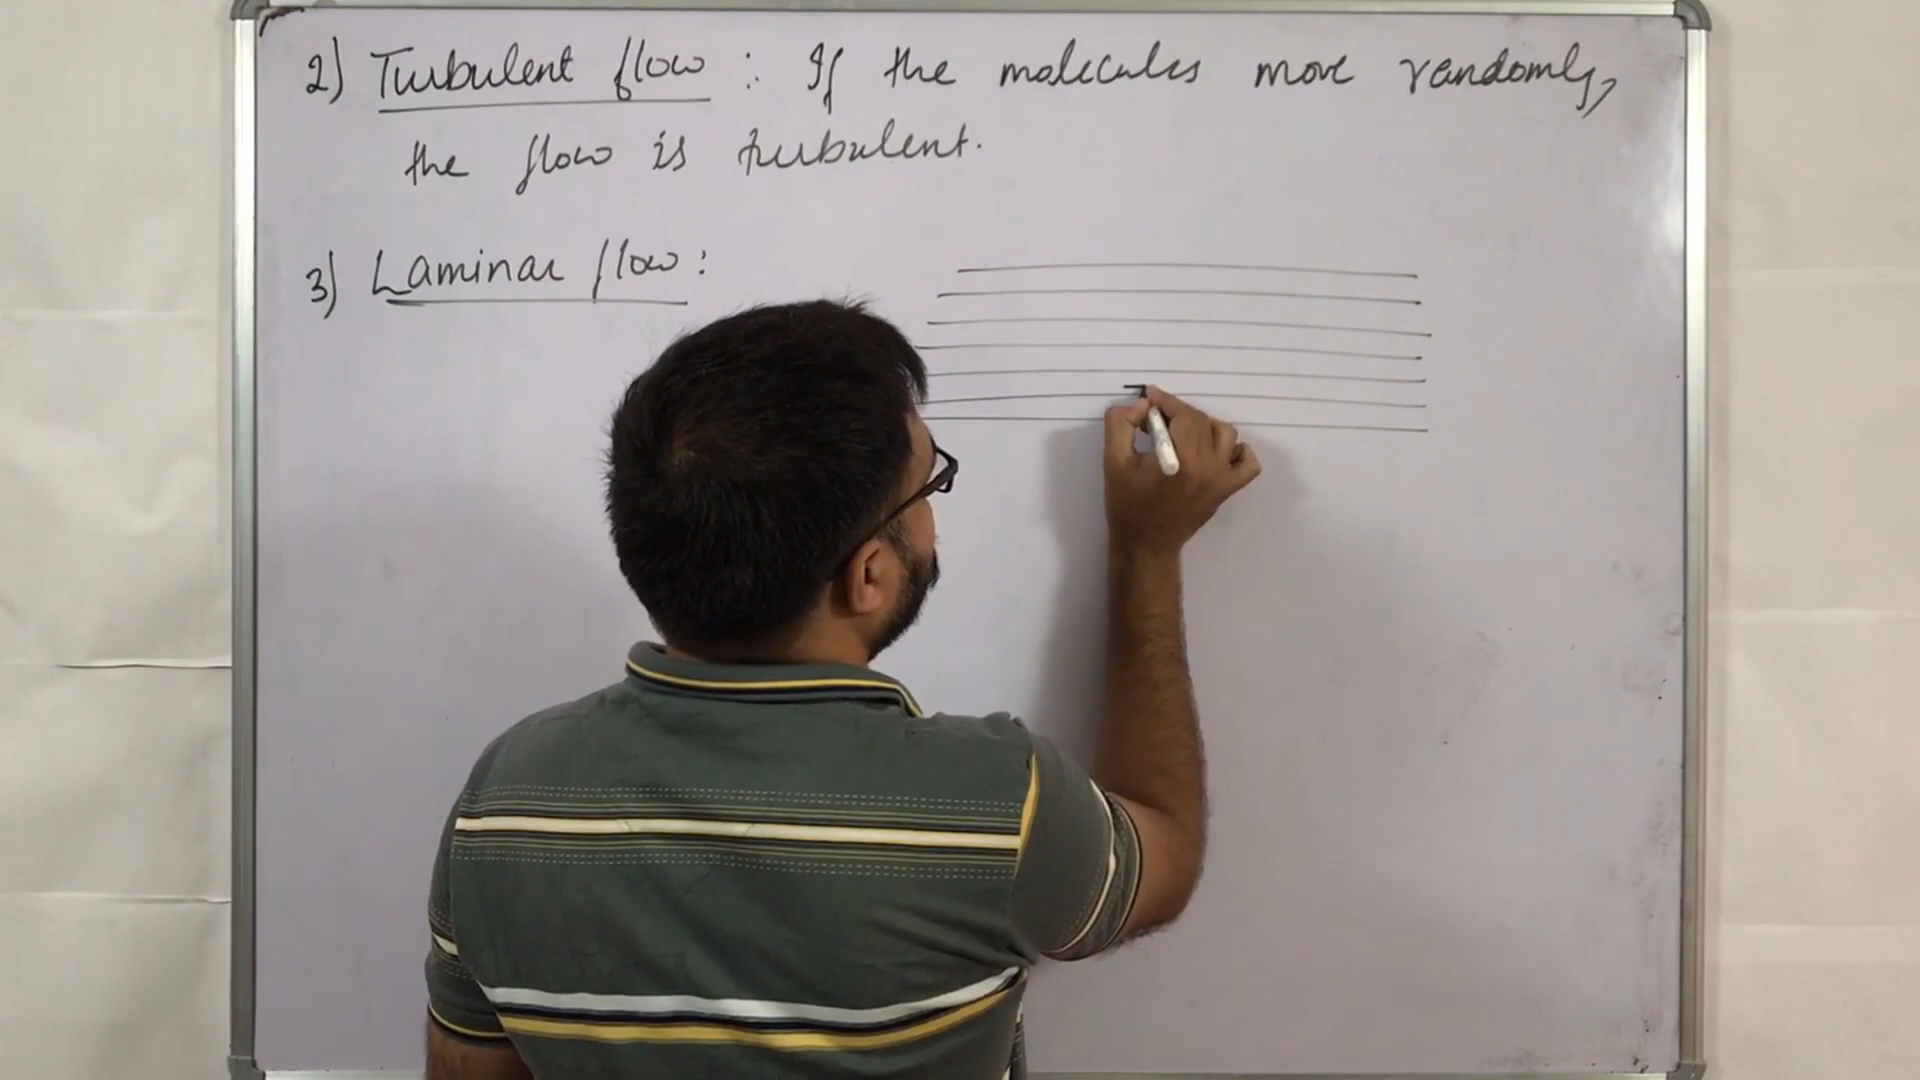 2) Turbulent flow : If the molecules move randomly,
the flow is turbulent.
3) Laminar flow :